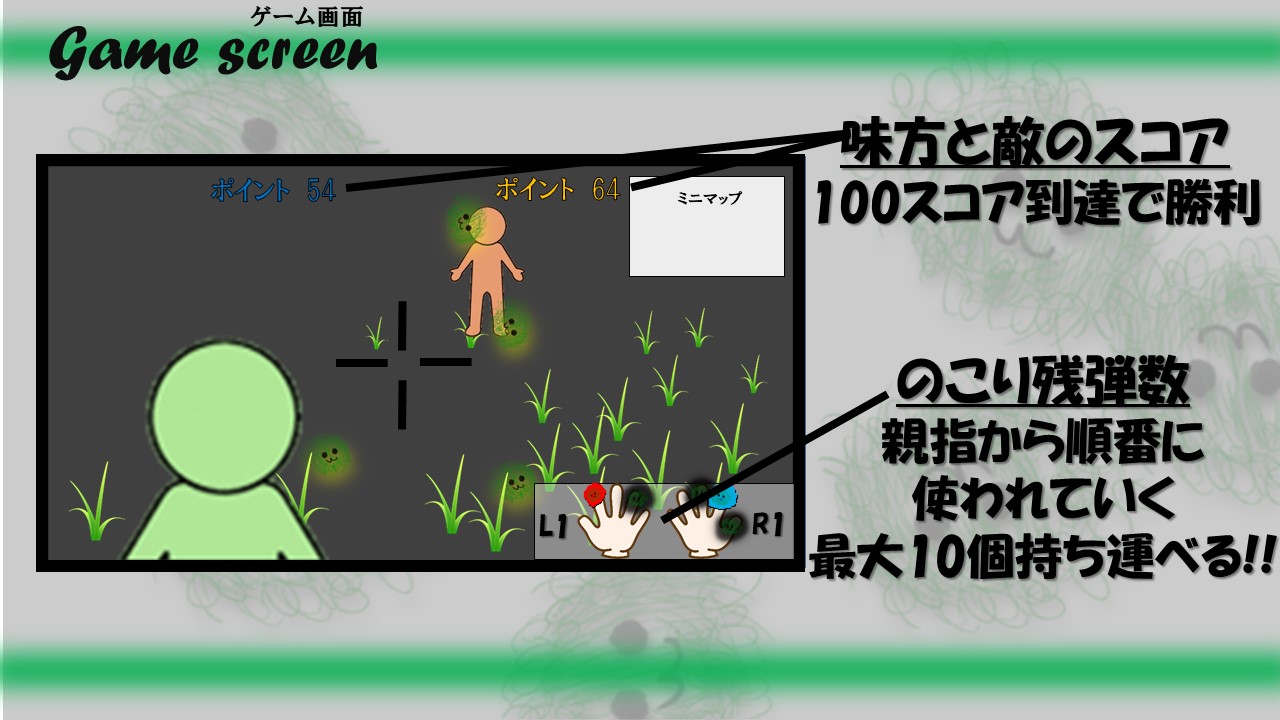 ゲーム画面
Game screen
ポイント 54
ポイント 64
ミニマップ
味方と敵のスコア
100スコア到達で勝利
のこり残弾数
親指から順番に
使われていく
最大10個持ち運べる!!
L1
R1